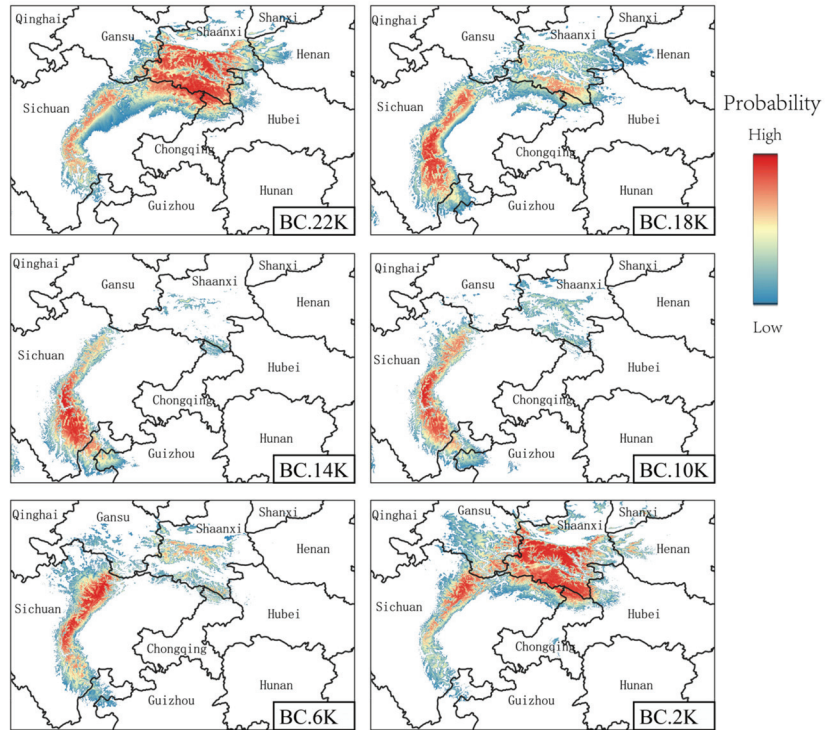 Qinghai
Gansu
Shaanxi
Shanxi
Henan
Sichuan
Hubei
Chongqing
Hunan
Guizhou
BC.22K
Qinghai
Gansu
Shaanxi
Shanxi
Henan
Sichuan
Hubei
Chongqing
Hunan
Guizhou
BC.18K
Probability
High
Low
Qinghai
Gansu
Shaanxi
Shanxi
Henan
Sichuan
Hubei
Chongqing
Hunan
Guizhou
BC.14K
Qinghai
Gansu
Shaanxi
Shanxi
Henan
Sichuan
Hubei
Chongqing
Hunan
Guizhou
BC.10K
Qinghai
Gansu
Shaanxi
Shanxi
Henan
Sichuan
Hubei
Chongqing
Hunan
Guizhou
BC.6K
Qinghai
Gansu
Shaanxi
Shanxi
Henan
Sichuan
Hubei
Chongqing
Hunan
Guizhou
BC.2K